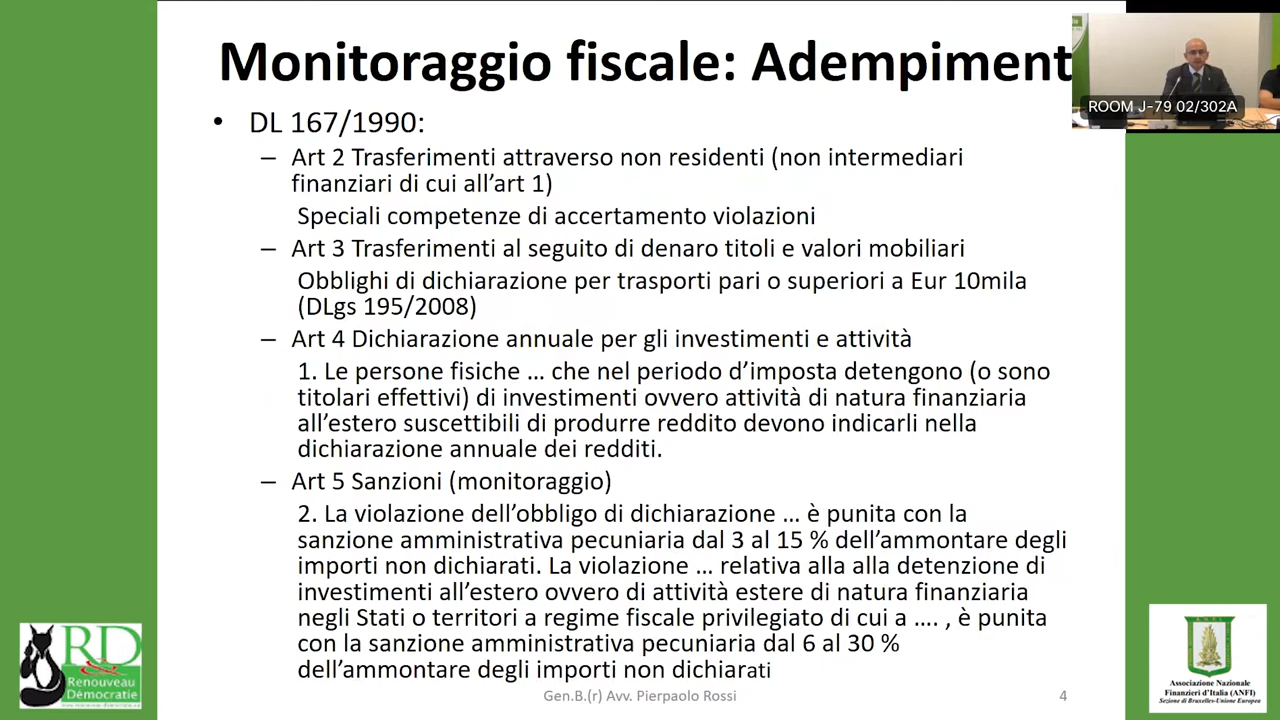 Monitoraggio fiscale: Adempiment
ROOM J-79 02/302A
• DL 167/1990:
– Art 2 Trasferimenti attraverso non residenti (non intermediari
finanziari di cui all’art 1)
Speciali competenze di accertamento violazioni
– Art 3 Trasferimenti al seguito di denaro titoli e valori mobiliari
Obblighi di dichiarazione per trasporti pari o superiori a Eur 10mila
(DLgs 195/2008)
– Art 4 Dichiarazione annuale per gli investimenti e attività
1. Le persone fisiche … che nel periodo d’imposta detengono (o sono
titolari effettivi) di investimenti ovvero attività di natura finanziaria
all’estero suscettibili di produrre reddito devono indicarli nella
dichiarazione annuale dei redditi.
– Art 5 Sanzioni (monitoraggio)
2. La violazione dell’obbligo di dichiarazione … è punita con la
sanzione amministrativa pecuniaria dal 3 al 15 % dell’ammontare degli
importi non dichiarati. La violazione … relativa alla alla detenzione di
investimenti all’estero ovvero di attività estere di natura finanziaria
negli Stati o territori a regime fiscale privilegiato di cui a …. , è punita
con la sanzione amministrativa pecuniaria dal 6 al 30 %
dell’ammontare degli importi non dichiarati
Gen.B.(r) Avv. Pierpaolo Rossi
4
RD
Renouveau
Démocratie
Associazione Nazionale
Finanzieri d'Italia (ANFI)
Sezione di Bruxelles-Unione Europea